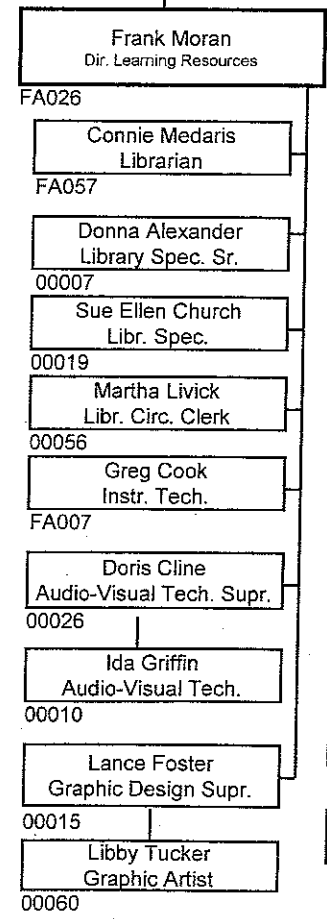 Frank Moran
Dir. Learning Resources
FA026
Connie Medaris
Librarian
FA057
Donna Alexander
Library Spec. Sr.
00007
Sue Ellen Church
Libr. Spec.
00019
Martha Livick
Libr. Circ. Clerk
00056
Greg Cook
Instr. Tech.
FA007
Doris Cline
Audio-Visual Tech. Supr.
00026
Ida Griffin
Audio-Visual Tech.
00010
Lance Foster
Graphic Design Supr.
00015
Libby Tucker
Graphic Artist
00060